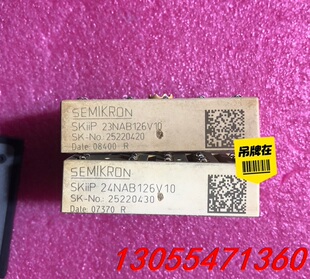 SEMIKRON
SKiiP 23NAB126V10
SK-No. 25220420
Date: 08400 R
吊牌在
SEMIKRON
SKiiP 24NAB126V10
SK-No. 25220430
Date: 07370 R
13055471360